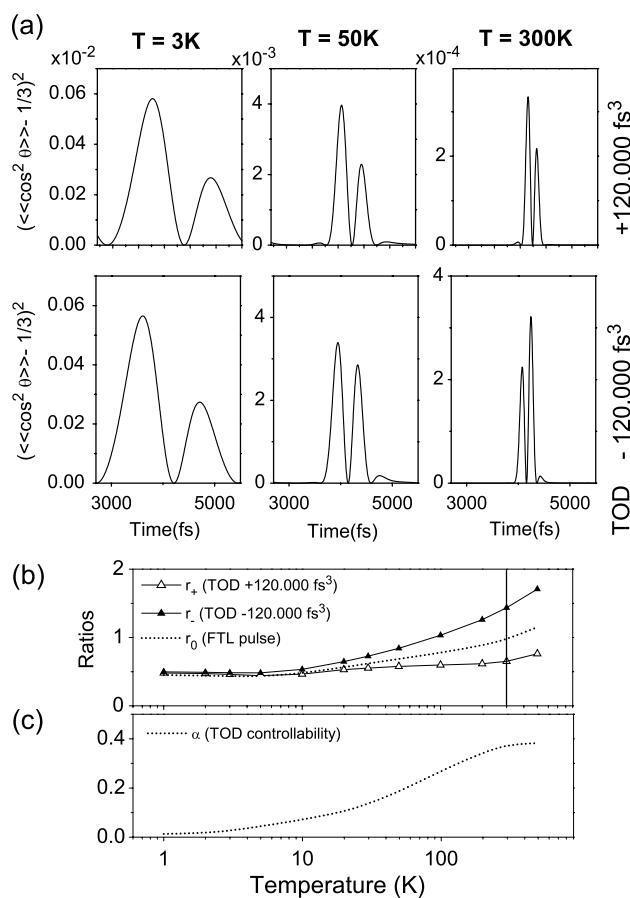 (a)
T = 3K
T = 50K
T = 300K
x10⁻²
x10⁻³
x10⁻⁴
(<<cos² θ>>- 1/3)²
0.06
0.04
0.02
0.00
4
2
0
4
2
0
+120.000 fs³
(<<cos² θ>>- 1/3)²
0.06
0.04
0.02
0.00
4
2
0
4
2
0
TOD - 120.000 fs³
3000 5000
3000 5000
3000 5000
Time(fs)
Time(fs)
Time(fs)
(b)
Ratios
2
1
0
r₊ (TOD +120.000 fs³)
r₋ (TOD -120.000 fs³)
r₀ (FTL pulse)
(c)
0.4
0.2
0.0
α (TOD controllability)
1 10 100
Temperature (K)